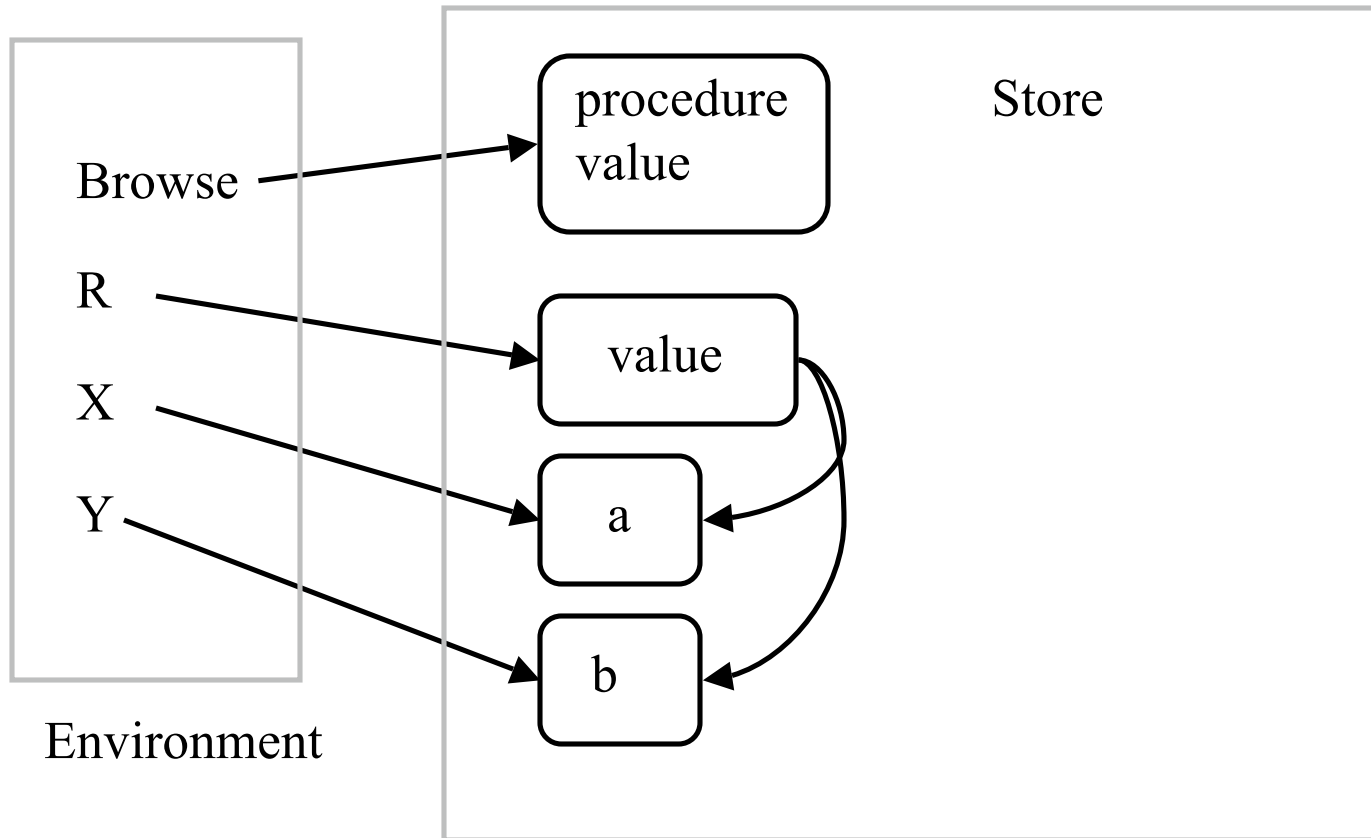 procedure
value
Store
Browse
R
value
X
a
Y
b
Environment